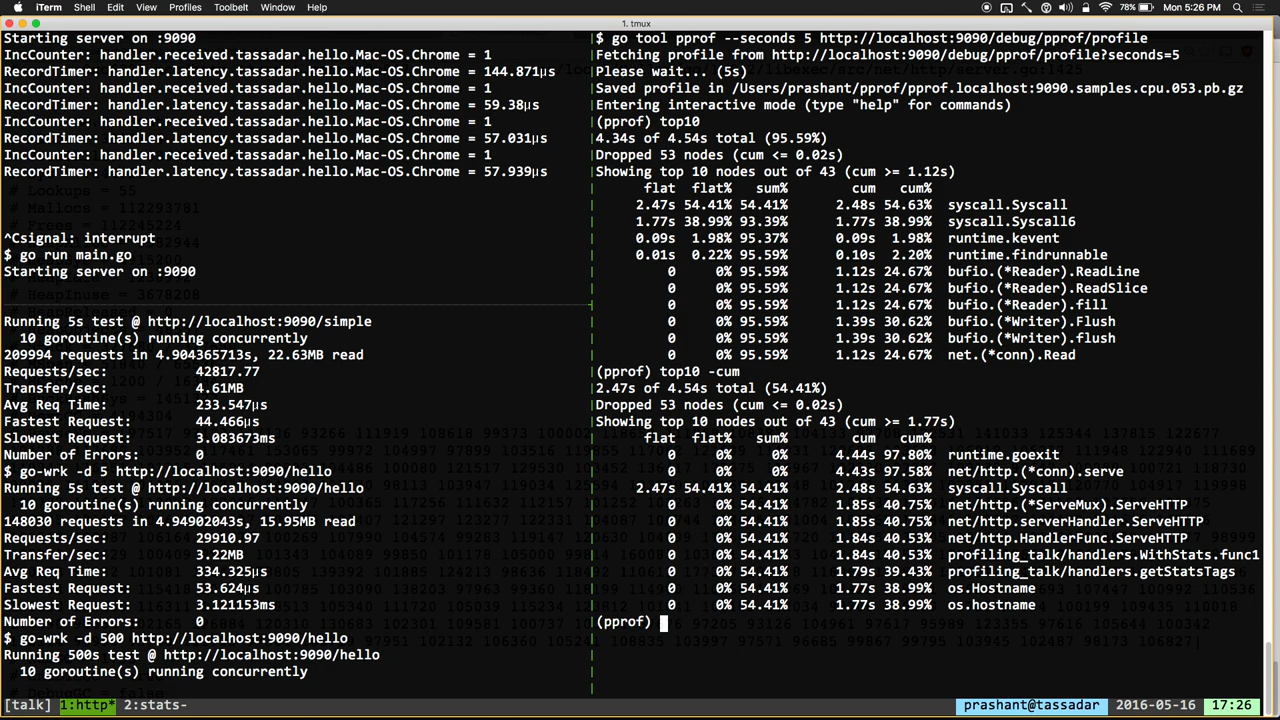 iTerm Shell Edit View Profiles Toolbelt Window Help 78% Mon 5:26 PM
1. tmux
Starting server on :9090
IncCounter: handler.received.tassadar.hello.Mac-OS.Chrome = 1
RecordTimer: handler.latency.tassadar.hello.Mac-OS.Chrome = 144.871µs
IncCounter: handler.received.tassadar.hello.Mac-OS.Chrome = 1
RecordTimer: handler.latency.tassadar.hello.Mac-OS.Chrome = 59.38µs
IncCounter: handler.received.tassadar.hello.Mac-OS.Chrome = 1
RecordTimer: handler.latency.tassadar.hello.Mac-OS.Chrome = 57.031µs
IncCounter: handler.received.tassadar.hello.Mac-OS.Chrome = 1
RecordTimer: handler.latency.tassadar.hello.Mac-OS.Chrome = 57.939µs
^Csignal: interrupt
$ go run main.go
Starting server on :9090
Running 5s test @ http://localhost:9090/simple
10 goroutine(s) running concurrently
209994 requests in 4.904365713s, 22.63MB read
Requests/sec: 42817.77
Transfer/sec: 4.61MB
Avg Req Time: 233.547µs
Fastest Request: 44.466µs
Slowest Request: 3.083673ms
Number of Errors: 0
$ go-wrk -d 5 http://localhost:9090/hello
Running 5s test @ http://localhost:9090/hello
10 goroutine(s) running concurrently
148030 requests in 4.94902043s, 15.95MB read
Requests/sec: 29910.97
Transfer/sec: 3.22MB
Avg Req Time: 334.325µs
Fastest Request: 53.624µs
Slowest Request: 3.121153ms
Number of Errors: 0
$ go-wrk -d 500 http://localhost:9090/hello
Running 500s test @ http://localhost:9090/hello
10 goroutine(s) running concurrently
$ go tool pprof --seconds 5 http://localhost:9090/debug/pprof/profile
Fetching profile from http://localhost:9090/debug/pprof/profile?seconds=5
Please wait... (5s)
Saved profile in /Users/prashant/pprof/pprof.localhost:9090.samples.cpu.053.pb.gz
Entering interactive mode (type "help" for commands)
(pprof) top10
4.34s of 4.54s total (95.59%)
Dropped 53 nodes (cum <= 0.02s)
Showing top 10 nodes out of 43 (cum >= 1.12s)
flat flat% sum% cum cum%
2.47s 54.41% 54.41% 2.48s 54.63% syscall.Syscall
1.77s 38.99% 93.39% 1.77s 38.99% syscall.Syscall6
0.09s 1.98% 95.37% 0.09s 1.98% runtime.kevent
0.01s 0.22% 95.59% 0.10s 2.20% runtime.findrunnable
0 0% 95.59% 1.12s 24.67% bufio.(*Reader).ReadLine
0 0% 95.59% 1.12s 24.67% bufio.(*Reader).ReadSlice
0 0% 95.59% 1.12s 24.67% bufio.(*Reader).fill
0 0% 95.59% 1.39s 30.62% bufio.(*Writer).Flush
0 0% 95.59% 1.39s 30.62% bufio.(*Writer).flush
0 0% 95.59% 1.12s 24.67% net.(*conn).Read
(pprof) top10 -cum
2.47s of 4.54s total (54.41%)
Dropped 53 nodes (cum <= 0.02s)
Showing top 10 nodes out of 43 (cum >= 1.77s)
flat flat% sum% cum cum%
0 0% 0% 4.44s 97.80% runtime.goexit
0 0% 0% 4.43s 97.58% net/http.(*conn).serve
2.47s 54.41% 54.41% 2.48s 54.63% syscall.Syscall
0 0% 54.41% 1.85s 40.75% net/http.(*ServeMux).ServeHTTP
0 0% 54.41% 1.85s 40.75% net/http.serverHandler.ServeHTTP
0 0% 54.41% 1.84s 40.53% net/http.HandlerFunc.ServeHTTP
0 0% 54.41% 1.84s 40.53% profiling_talk/handlers.WithStats.func1
0 0% 54.41% 1.79s 39.43% profiling_talk/handlers.getStatsTags
0 0% 54.41% 1.77s 38.99% os.Hostname
0 0% 54.41% 1.77s 38.99% os.hostname
(pprof)
[talk] 1:http* 2:stats- prashant@tassadar 2016-05-16 17:26